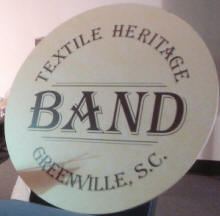 TEXTILE HERITAGE
BAND
GREENVILLE, S.C.